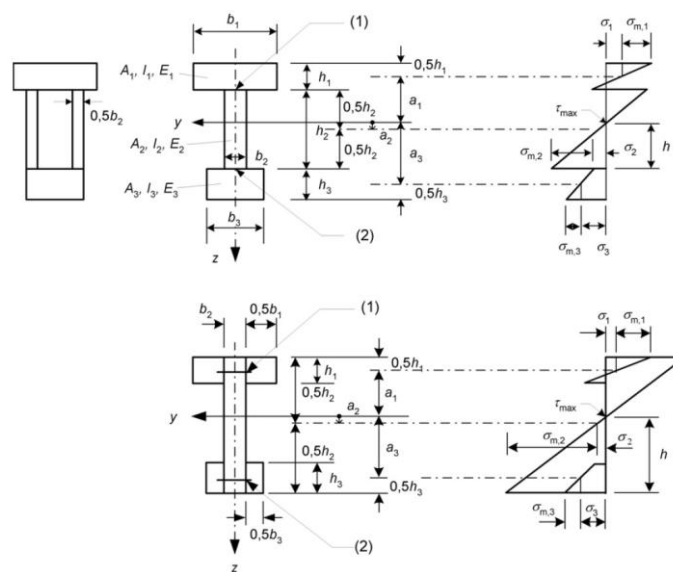 b₁ (1) σ₁ σm,1
0,5h₁
A₁, I₁, E₁ h₁ a₁
0,5b₂ 0,5h₂ τmax
y h₂ a₂
A₂, I₂, E₂ 0,5h₂ σm,2 σ₂ h
b₂ a₃
A₃, I₃, E₃ h₃
0,5h₃
b₃ σm,3 σ₃
(2)
z
b₂ 0,5b₁ (1) σ₁ σm,1
0,5h₁
h₁
0,5h₂ a₁
y a₂ τmax
σm,2 σ₂
0,5h₂ a₃ h
h₃
0,5h₃
0,5b₃ (2) σm,3 σ₃
z